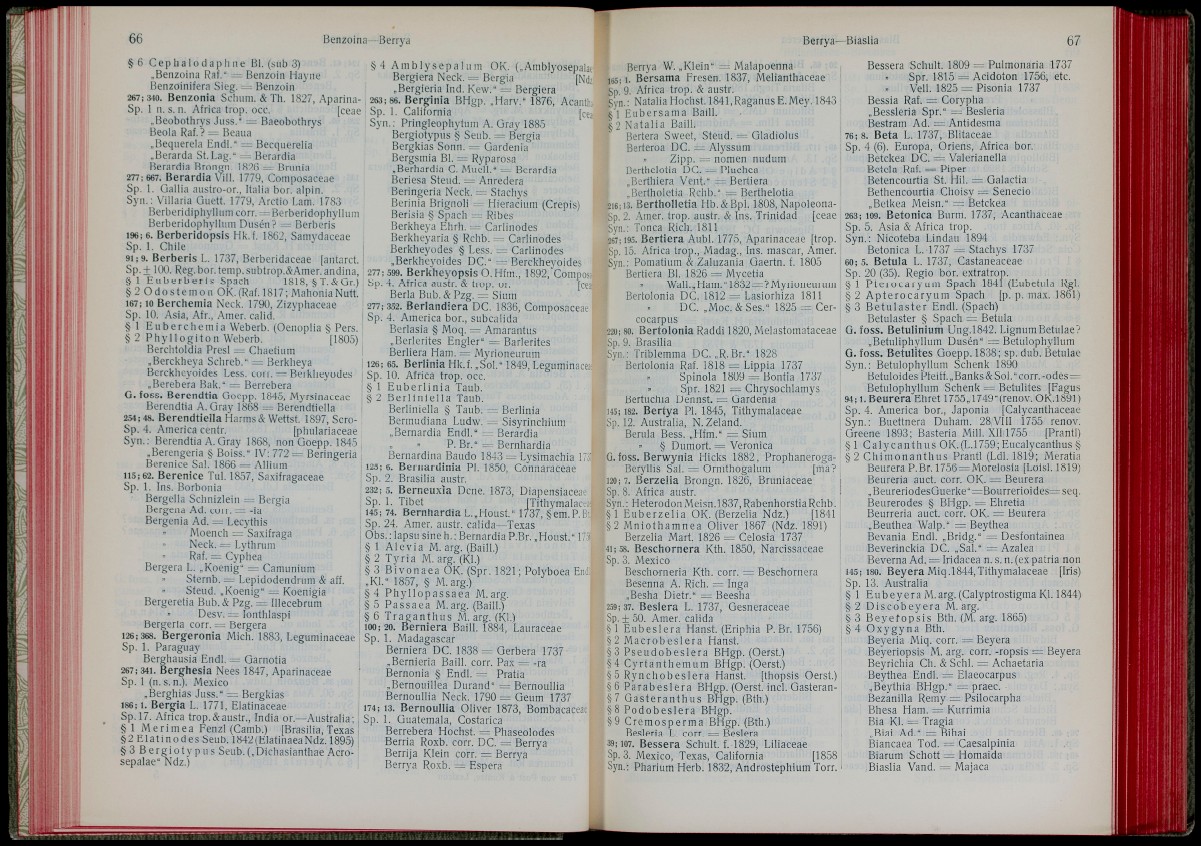 66
Benzoina—Berrya
§ 6 Cephalodaphne Bl. (sub 3)
„Benzoina Raf.“ = Benzoin Hayne
Benzoinifera Sieg. = Benzoin
267; 340. Benzonia Schum. & Th. 1827, Aparina-
Sp. 1 n. s. n. Africa trop. occ. [ceae
„Beobothrys Juss.“ = Baeobothrys
Beola Raf.? = Beaua
„Bequerela Endl.“ = Becquerelia
„Berarda St. Lag.“ = Berardia
Berardia Brongn. 1826 = Brunia
277; 667. Berardia Vill. 1779, Composaceae
Sp. 1. Gallia austro-or., Italia bor. alpin.
Syn.: Villaria Guett. 1779, Arctio Lam. 1783
Berberidiphyllum corr. = Berberidophyllum
Berberidophyllum Dusén? = Berberis
196; 6. Berberidopsis Hk. f. 1862, Samydaceae
Sp. 1. Chile
91; 9. Berberis L. 1737, Berberidaceae [antarct.
Sp. ± 100. Reg. bor. temp. subtrop. & Amer. andina,
§ 1 Euberberis Spach 1818, § T. & Gr.)
§ 2 Odostemon OK. (Raf. 1817; Mahonia Nutt.
167; 10 Berchemia Neck. 1790, Zizyphaceae
Sp. 10. Asia, Afr., Amer. calid.
§ 1 Euberchemia Weberb. (Oenoplia § Pers.
§ 2 Phyllogiton Weberb. [1805)
Berchtoldia Presl = Chaetium
„Berckheya Schreb.“ = Berkheya
Berckheyoides Less. corr. = Berkheyodes
„Berebera Bak.“ = Berrebera
G. foss. Berendtia Goepp. 1845, Myrsinaceae
Berendtia A. Gray 1868 = Berendtiella
254; 48. Berendtiella Harms & Wettst. 1897, Scro-
Sp. 4. America centr. [phulariaceae
Syn.: Berendtia A. Gray 1868, non Goepp. 1845
„Berengeria § Boiss.“ IV: 772 = Beringeria
Berenice Sal. 1866 = Allium
115; 62. Berenice Tul. 1857, Saxifragaceae
Sp. 1. Ins. Borbonia
Bergella Schnizlein = Bergia
Bergena Ad. corr. = -ia
Bergenia Ad. = Lecythis
„ Moench = Saxifraga
„ Neck. = Lythrum
„ Raf. = Cyphea
Bergera L. „Koenig“ = Camunium
„ Sternb. = Lepidodendrum & aff.
„ Steud. „Koenig“ = Koenigia
Bergeretia Bub. & Pzg. = Illecebrum
„ Desv. = Ionthlaspi
Bergeria corr. = Bergera
126; 368. Bergeronia Mich. 1883, Leguminaceae
Sp. 1. Paraguay
Berghausia Endl. = Garnotia
267; 341. Berghesia Nees 1847, Aparinaceae
Sp. 1 (n. s. n.). Mexico
„Berghias Juss.“ = Bergkias
186; 1. Bergia L. 1771, Elatinaceae
Sp. 17. Africa trop. & austr., India or.—Australia;
§ 1 Merimea Fenzl (Camb.) [Brasilia, Texas
§ 2 Elatinodes Seub. 1842 (Elatinaea Ndz. 1895)
§ 3 Bergiotypus Seub. („Dichasianthae Acro-
sepalae“ Ndz.)
§ 4 Amblysepalum OK. („Amblyosepalae
Bergiera Neck. = Bergia [Ndz
„Bergieria Ind. Kew.“ = Bergiera
263; 86. Berginia BHgp. „Harv.“ 1876, Acantha
Sp. 1. California [cea
Syn.: Pringleophytum A. Gray 1885
Bergiotypus § Seub. = Bergia
Bergkias Sonn. = Gardenia
Bergsmia Bl. = Ryparosa
„Berhardia C. Muell.“ = Berardia
Beriesa Steud. = Anredera
Beringeria Neck. = Stachys
Berinia Brignoli = Hieracium (Crepis)
Berisia § Spach = Ribes
Berkheya Ehrh. = Carlinodes
Berkheyaria § Rchb. = Carlinodes
Berkheyodes § Less. = Carlinodes
„Berkheyoides DC.“ = Berckheyoides
277; 599. Berkheyopsis O. Hfm., 1892, Compos
Sp. 4. Africa austr. & trop. or. [cea
Berla Bub. & Pzg. = Sium
277; 352. Berlandiera DC. 1836, Composaceae
Sp. 4. America bor., subcalida
Berlasia § Moq. = Amarantus
„Berlerites Engler“ = Barlerites
Berliera Ham. = Myrioneurum
126; 65. Berlinia Hk. f. „Sol.“ 1849, Leguminacea
Sp. 10. Africa trop. occ.
§ 1 Euberlinia Taub.
§ 2 Berliniella Taub.
Berliniella § Taub. = Berlinia
Bermudiana Ludw. = Sisyrinchium
„Bernardia Endl.“ = Berardia
„ P. Br.“ = Bernhardia
Bernardina Baudo 1843 = Lysimachia 173
125; 6. Bernardinia Pl. 1850, Connaraceae
Sp. 2. Brasilia austr.
232; 5. Berneuxia Dcne. 1873, Diapensiaceae
Sp. 1. Tibet [Tithymalace
145; 74. Bernhardia L. „Houst.“ 1737, § em. P. Br
Sp. 24. Amer. austr. calida—Texas
Obs.: lapsu sine h.: Bernardia P. Br. „Houst.“ 17
§ 1 Alevia M. arg. (Baill.)
§ 2 Tyria M. arg. (Kl.)
§ 3 Bivonaea OK. (Spr. 1821; Polyboea End
„Kl.“ 1857, § M. arg.)
§ 4 Phyllopassaea M. arg.
§ 5 Passaea M. arg. (Baill.)
§ 6 Traganthus M. arg. (Kl.)
100; 20. Berniera Baill. 1884, Lauraceae
Sp. 1. Madagascar
Berniera DC. 1838 = Gerbera 1737
„Bernieria Baill. corr. Pax = -ra
Bernonia § Endl. = Pratia
„Bernouillea Durand“ = Bernoullia
Bernoullia Neck. 1790 = Geum 1737
174; 13. Bernoullia Oliver 1873, Bombacaceae
Sp. 1. Guatemala, Costarica
Berrebera Hochst. = Phaseolodes
Berria Roxb. corr. DC. = Berrya
Berrija Klein corr. = Berrya
Berrya Roxb. = Espera
Berrya—Biaslia
67
Berrya W. „Klein“ = Malapoenna
165; 1. Bersama Fresen. 1837, Melianthaceae
Sp. 9. Africa trop. & austr.
Syn.: Natalia Hochst. 1841, Raganus E. Mey. 1843
§ 1 Eubersama Baill.
§ 2 Natalia Baill.
Bertera Sweet, Steud. = Gladiolus
Berteroa DC. = Alyssum
„ Zipp. = nomen nudum
Berthelotia DC. = Pluchea
„Berthiera Vent.“ = Bertiera
„Bertholetia Rchb.“ = Berthelotia
216; 13. Bertholletia Hb. & Bpl. 1808, Napoleona-
Sp. 2. Amer. trop. austr. & Ins. Trinidad [ceae
Syn.: Tonca Rich. 1811
267; 195. Bertiera Aubl. 1775, Aparinaceae [trop.
Sp. 15. Africa trop., Madag., Ins. mascar, Amer.
Syn.: Pomatium & Zaluzania Gaertn. f. 1805
Bertiera Bl. 1826 = Mycetia
„ Wall. „Ham.“ 1832 = ? Myrioneurum
Bertolonia DC. 1812 = Lasiorhiza 1811
„ DC. „Moc. & Ses.“ 1825 = Cer-
cocarpus
220; 80. Bertolonia Raddi 1820, Melastomataceae
Sp. 9. Brasilia
Syn.: Triblemma DC. „R. Br.“ 1828
Bertolonia Raf. 1818 = Lippia 1737
„ Spinola 1809 = Bontia 1737
„ Spr. 1821 = Chrysochlamys
Bertuchia Dennst. = Gardenia
145; 182. Bertya Pl. 1845, Tithymalaceae
Sp. 12. Australia, N. Zeland.
Berula Bess. „Hfm.“ = Sium
„ § Dumort. = Veronica
G. foss. Berwynia Hicks 1882, Prophaneroga-
Beryllis Sal. = Ornithogalum [ma?
120; 7. Berzelia Brongn. 1826, Bruniaceae
Sp. 8. Africa austr.
Syn.: Heterodon Meisn. 1837, Rabenhorstia Rchb.
§ 1 Euberzelia OK. (Berzelia Ndz.) [1841
§ 2 Mniothamnea Oliver 1867 (Ndz. 1891)
Berzelia Mart. 1826 = Celosia 1737
41; 58. Beschornera Kth. 1850, Narcissaceae
Sp. 3. Mexico
Beschorneria Kth. corr. = Beschornera
Besenna A. Rich. = Inga
„Besha Dietr.“ = Beesha
259; 37. Beslera L. 1737, Gesneraceae
Sp. ± 50. Amer. calida
§ 1 Eubeslera Hanst. (Eriphia P. Br. 1756)
§ 2 Macrobeslera Hanst.
§ 3 Pseudobeslera BHgp. (Oerst.)
§ 4 Cyrtanthemum BHgp. (Oerst.)
§ 5 Rynchobeslera Hanst. [thopsis Oerst.)
§ 6 Parabeslera BHgp. (Oerst. incl. Gasteran-
§ 7 Gasteranthus BHgp. (Bth.)
§ 8 Podobeslera BHgp.
§ 9 Cremosperma BHgp. (Bth.)
Besleria L. corr. = Beslera
39; 107. Bessera Schult. f. 1829, Liliaceae
Sp. 3. Mexico, Texas, California [1858
Syn.: Pharium Herb. 1832, Androstephium Torr.
Bessera Schult. 1809 = Pulmonaria 1737
„ Spr. 1815 = Acidoton 1756, etc.
„ Vell. 1825 = Pisonia 1737
Bessia Raf. = Corypha
„Bessleria Spr.“ = Besleria
Bestram Ad. = Antidesma
76; 8. Beta L. 1737, Blitaceae
Sp. 4 (6). Europa, Oriens, Africa bor.
Betckea DC. = Valerianella
Betela Raf. = Piper
Betencourtia St. Hil. = Galactia
Bethencourtia Choisy = Senecio
„Betkea Meisn.“ = Betckea
263; 109. Betonica Burm. 1737, Acanthaceae
Sp. 5. Asia & Africa trop.
Syn.: Nicoteba Lindau 1894
Betonica L. 1737 = Stachys 1737
60; 5. Betula L. 1737, Castaneaceae
Sp. 20 (35). Regio bor. extratrop.
§ 1 Pterocaryum Spach 1841 (Eubetula Rgl.
§ 2 Apterocaryum Spach [p. p. max. 1861)
§ 3 Betulaster Endl. (Spach)
Betulaster § Spach = Betula
G. foss. Betulinium Ung. 1842. Lignum Betulae?
„Betuliphyllum Dusén“ = Betulophyllum
G. foss. Betulites Goepp. 1838; sp. dub. Betulae
Syn.: Betulophyllum Schenk 1890
Betuloides Pleiff. „Banks & Sol.“ corr. -odes =
Betulophyllum Schenk = Betulites [Fagus
94; 1. Beurera Ehret 1755 „1749“ (renov. OK. 1891)
Sp. 4. America bor., Japonia [Calycanthaceae
Syn.: Buettnera Duham. 28/VIII 1755 renov.
Greene 1893; Basteria Mill. XII/1755 [Prantl)
§ 1 Calycanthus OK. (L. 1759; Eucalycanthus §
§ 2 Chimonanthus Prantl (Ldl. 1819; Meratia
Beurera P. Br. 1756 = Morelosia [Loisl. 1819)
Beureria auct. corr. OK. = Beurera
„Beureriodes Guerke“ = Bourrerioides = seq.
Beurerodes § BHgp. = Ehretia
Beureria auct. corr. OK. = Beurera
„Beuthea Walp.“ = Beythea
Bevania Endl. „Bridg.“ = Desfontainea
Beverinckia DC. „Sal.“ = Azalea
Beverna Ad. = Iridacea n. s. n. (ex patria non
145; 180. Beyera Miq. 1844, Tithymalaceae [Iris)
Sp. 13. Australia
§ 1 Eubeyera M. arg. (Calyptrostigma Kl. 1844)
§ 2 Discobeyera M. arg.
§ 3 Beyeropsis Bth. (M. arg. 1865)
§ 4 Oxygyna Bth.
Beyeria Miq. corr. = Beyera
Beyeriopsis M. arg. corr. -ropsis = Beyera
Beyrichia Ch. & Schl. = Achaetaria
Beythea Endl. = Elaeocarpus
„Beythia BHgp.“ = praec.
Bezanilla Remy = Psilocarpha
Bhesa Ham. = Kurrimia
Bia Kl. = Tragia
„Biai Ad.“ = Bihai
Biancaea Tod. = Caesalpinia
Biarum Schott = Homaida
Biaslia Vand. = Majaca